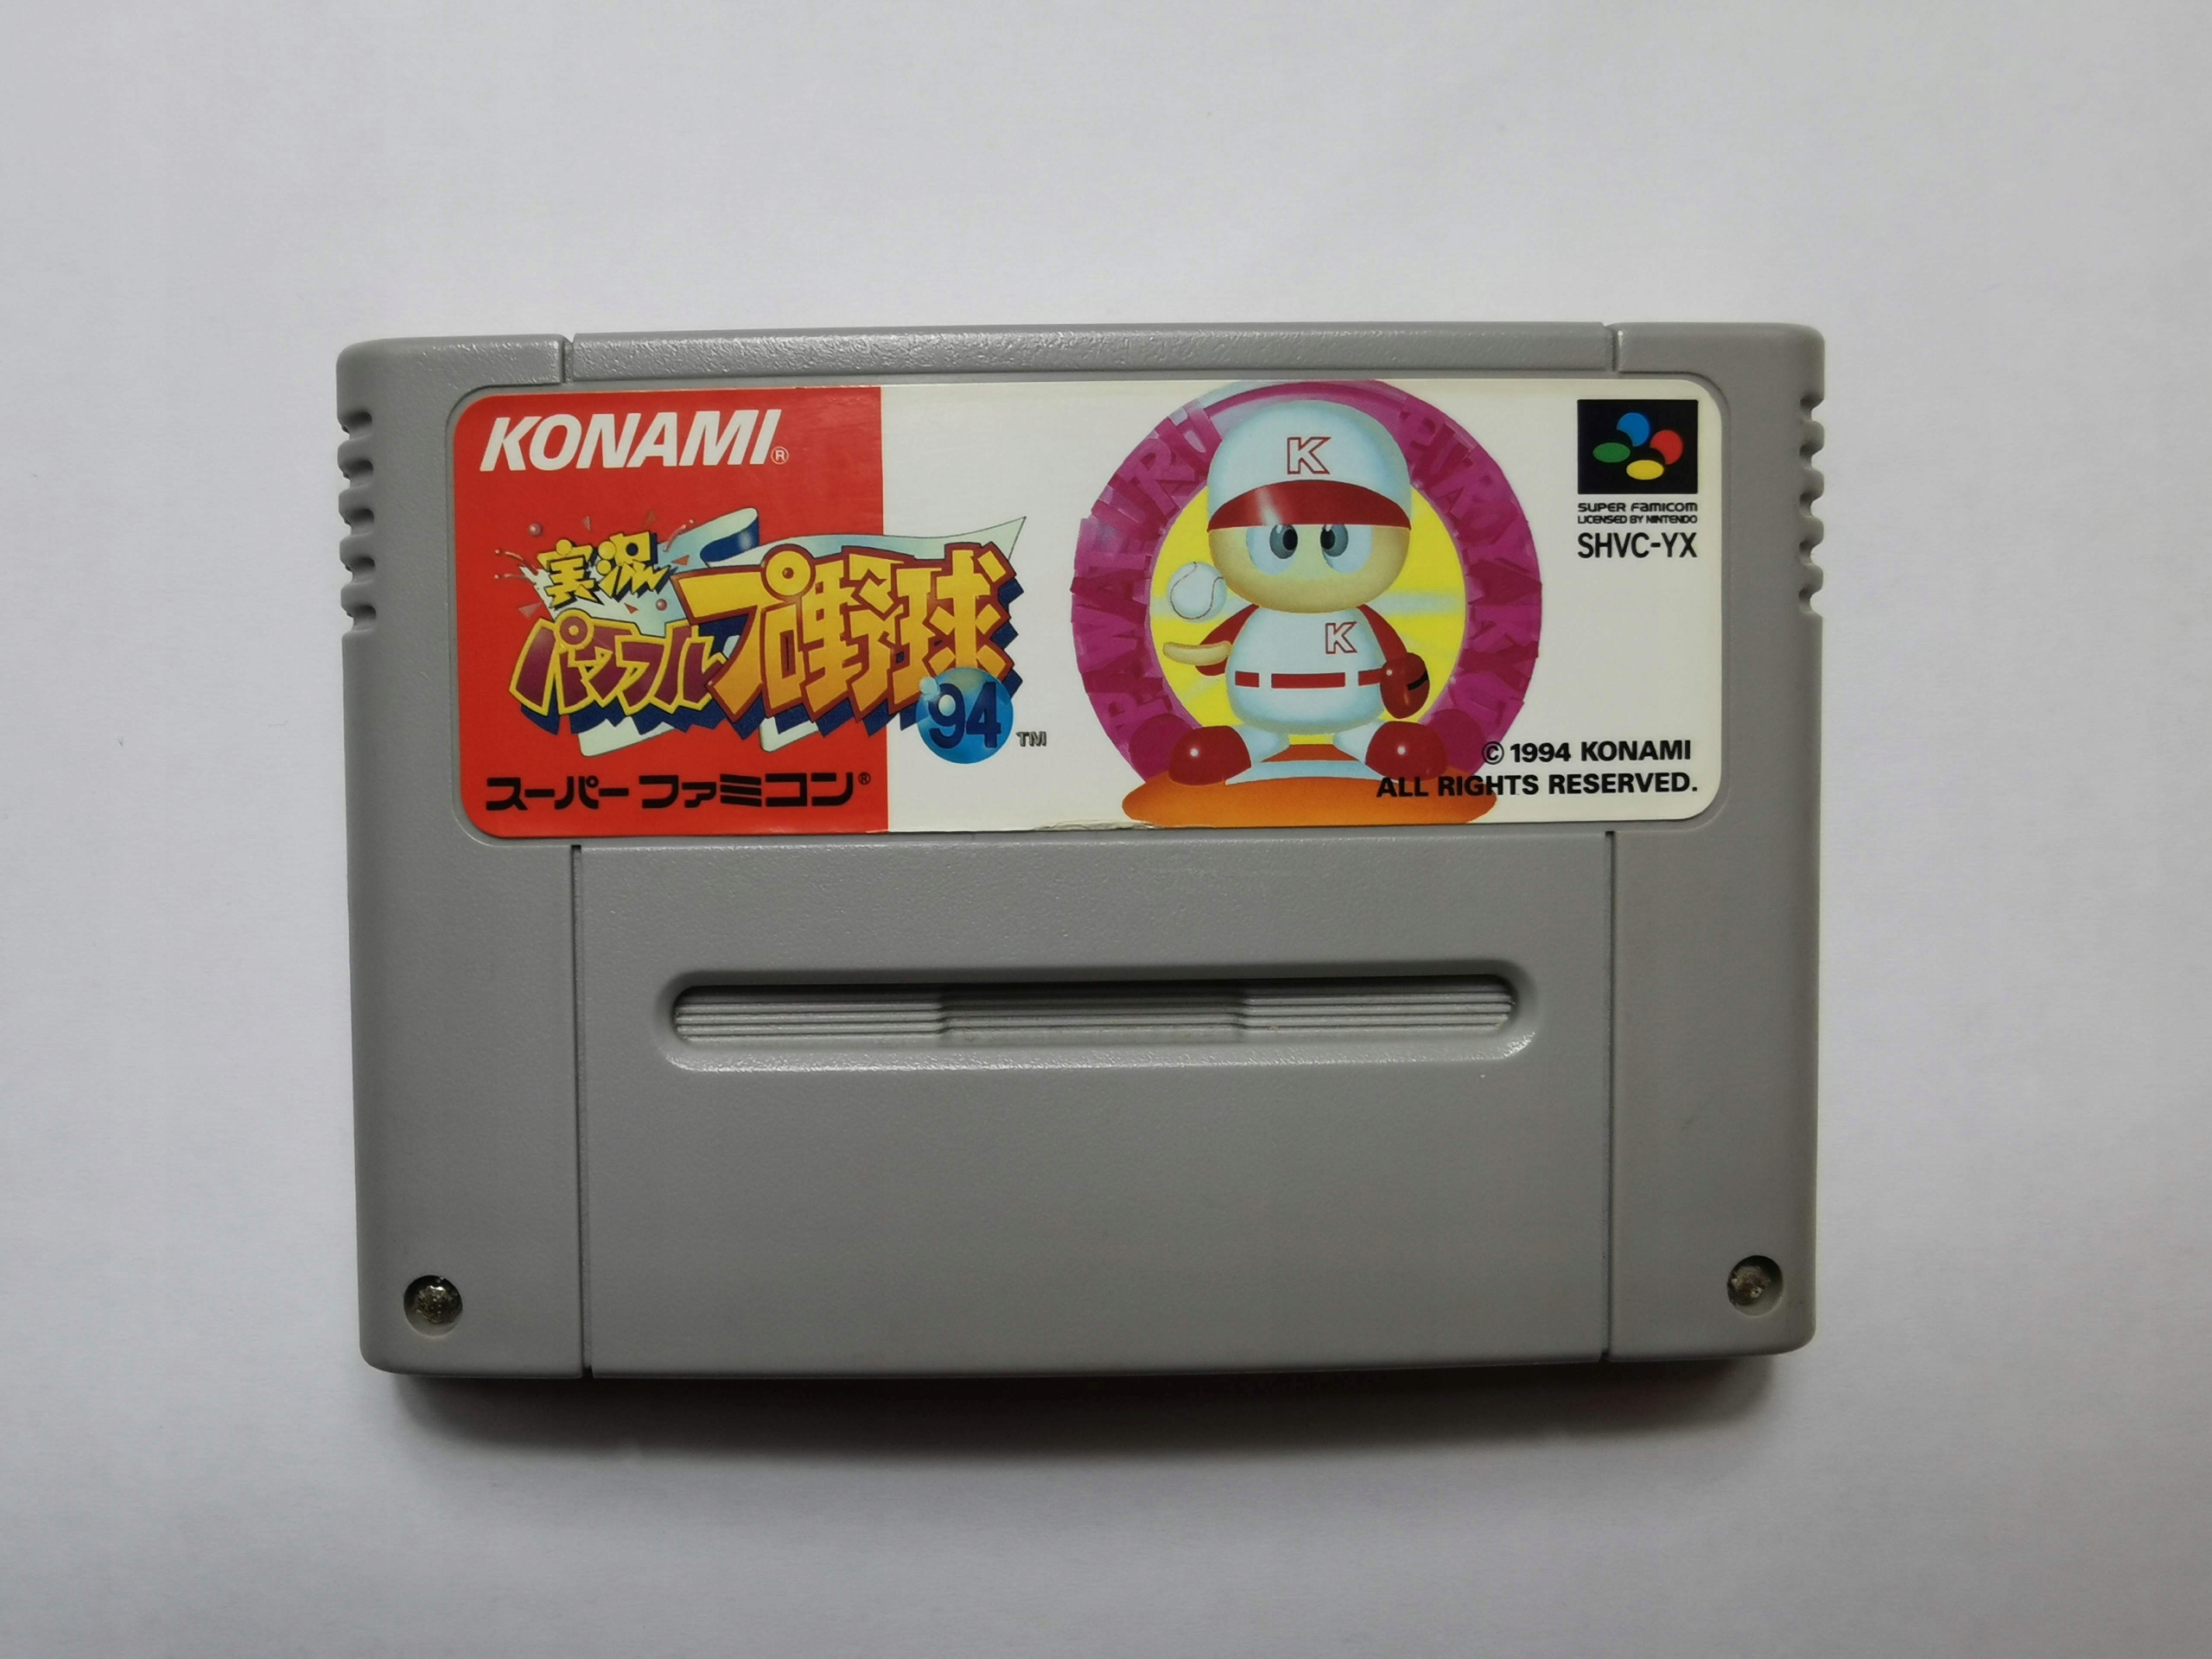 KONAMI®
実況
パワフルプロ野球
'94 TM
スーパーファミコン®
K
K
SUPER FAMICOM
LICENSED BY NINTENDO
SHVC-YX
© 1994 KONAMI
ALL RIGHTS RESERVED.